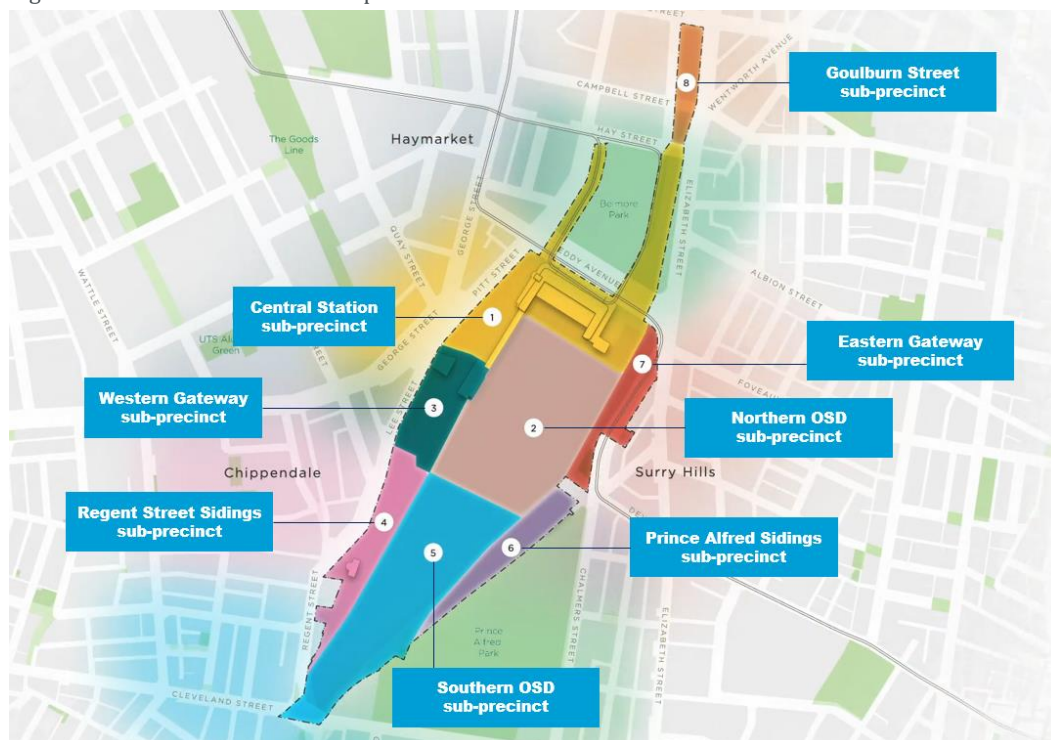 8
Goulburn Street
sub-precinct
CAMPBELL STREET
WENTWORTH AVENUE
HAY STREET
The Goods
Line
Haymarket
GEORGE STREET
Belmore
Park
ELIZABETH STREET
QUAY STREET
EDDY AVENUE
PITT STREET
WATTLE STREET
ALBION STREET
Central Station
sub-precinct
1
GEORGE STREET
Eastern Gateway
sub-precinct
7
Green
LEE STREET
Western Gateway
sub-precinct
3
2
Northern OSD
sub-precinct
Chippendale
Surry Hills
Regent Street Sidings
sub-precinct
4
5
6
Prince Alfred Sidings
sub-precinct
REGENT STREET
CHALMERS STREET
ELIZABETH STREET
Prince
Alfred
Park
CLEVELAND STREET
Southern OSD
sub-precinct